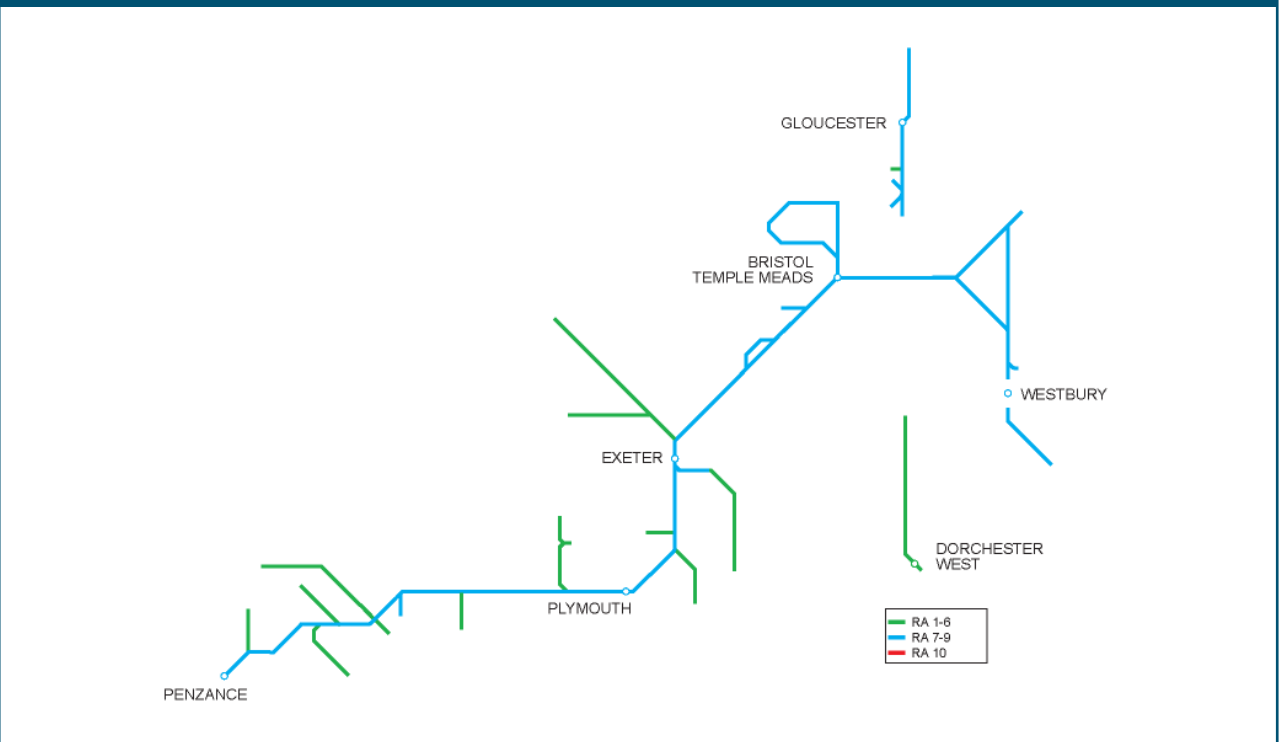 GLOUCESTER
BRISTOL
TEMPLE MEADS
WESTBURY
EXETER
DORCHESTER
WEST
PLYMOUTH
RA 1-6
RA 7-9
RA 10
PENZANCE